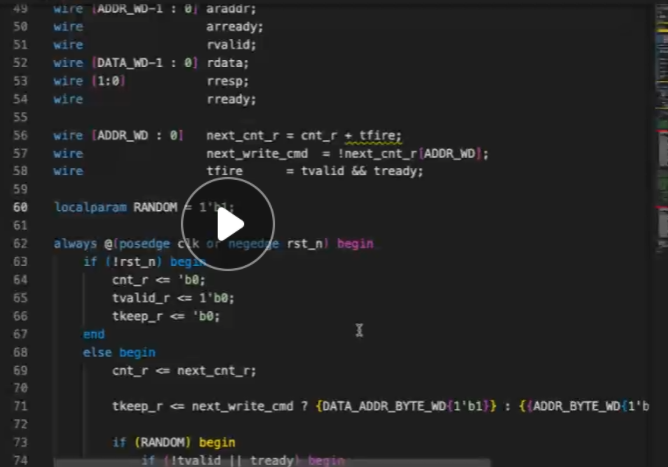 49 wire [ADDR_WD-1 : 0] araddr;
50 wire arready;
51 wire rvalid;
52 wire [DATA_WD-1 : 0] rdata;
53 wire [1:0] rresp;
54 wire rready;
55
56 wire [ADDR_WD : 0] next_cnt_r = cnt_r + tfire;
57 wire next_write_cmd = !next_cnt_r[ADDR_WD];
58 wire tfire = tvalid && tready;
59
60 localparam RANDOM = 1'b1;
61
62 always @(posedge clk or negedge rst_n) begin
63 if (!rst_n) begin
64 cnt_r <= 'b0;
65 tvalid_r <= 1'b0;
66 tkeep_r <= 'b0;
67 end
68 else begin
69 cnt_r <= next_cnt_r;
70
71 tkeep_r <= next_write_cmd ? {DATA_ADDR_BYTE_WD{1'b1}} : {{ADDR_BYTE_WD{1'b
72
73 if (RANDOM) begin
74 if (!tvalid || tready) begin